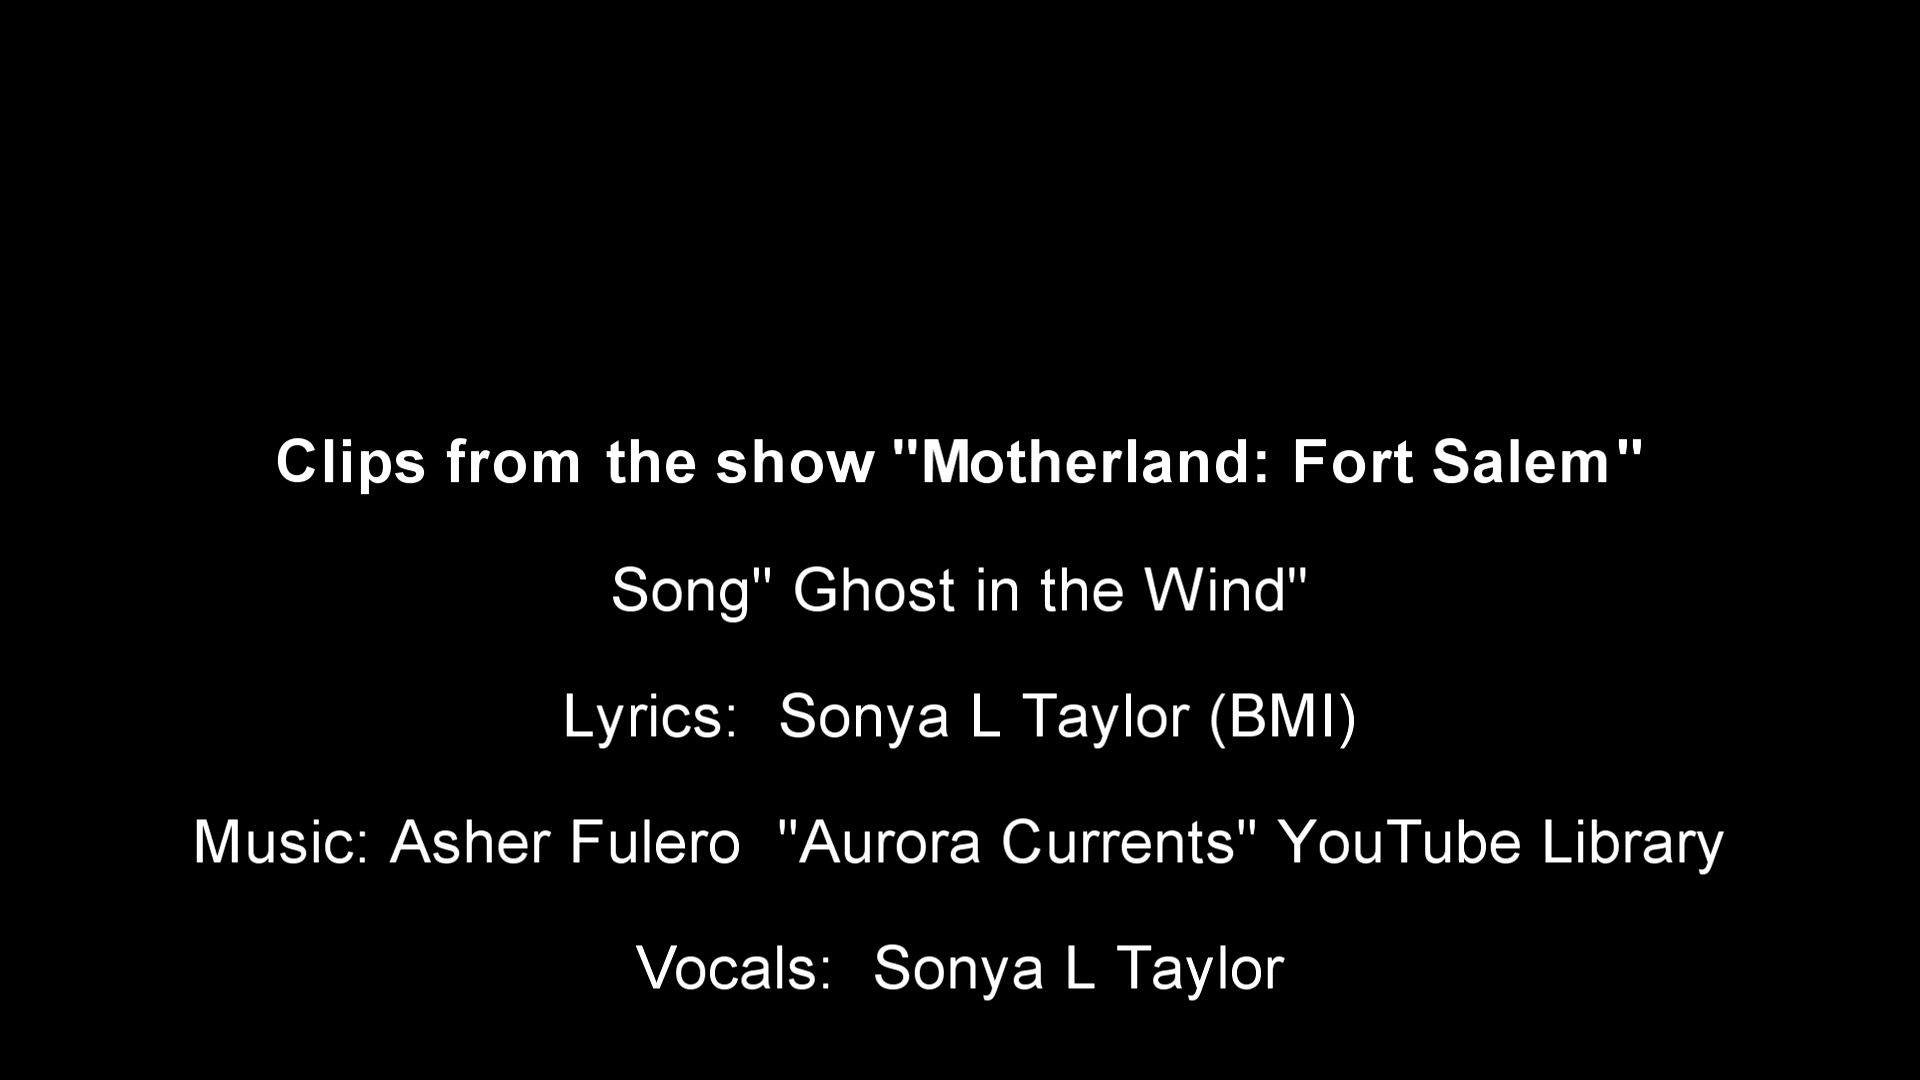 Clips from the show "Motherland: Fort Salem"
Song" Ghost in the Wind"
Lyrics:  Sonya L Taylor (BMI)
Music: Asher Fulero  "Aurora Currents" YouTube Library
Vocals:  Sonya L Taylor